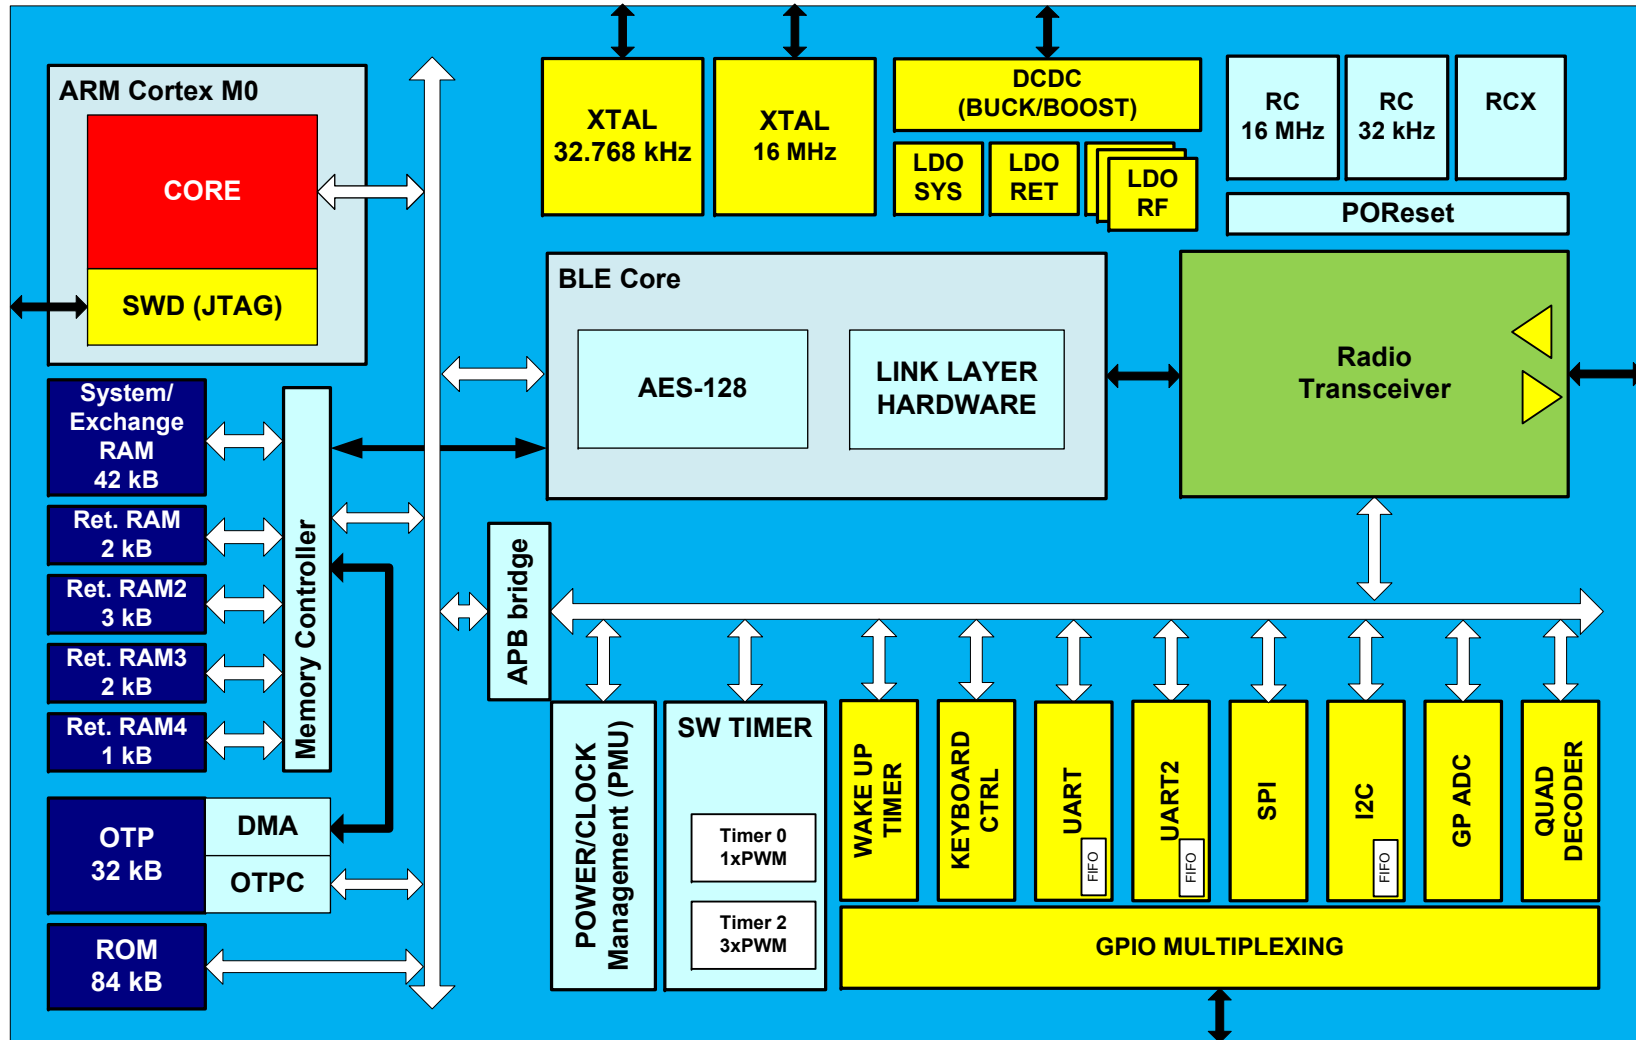 ARM Cortex M0
CORE
SWD (JTAG)
XTAL
32.768 kHz
XTAL
16 MHz
DCDC
(BUCK/BOOST)
LDO
SYS
LDO
RET
LDO
RF
RC
16 MHz
RC
32 kHz
RCX
POReset
BLE Core
AES-128
LINK LAYER
HARDWARE
Radio
Transceiver
System/
Exchange
RAM
42 kB
Ret. RAM
2 kB
Ret. RAM2
3 kB
Ret. RAM3
2 kB
Ret. RAM4
1 kB
Memory Controller
OTP
32 kB
DMA
OTPC
ROM
84 kB
APB bridge
POWER/CLOCK
Management (PMU)
SW TIMER
Timer 0
1xPWM
Timer 2
3xPWM
WAKE UP
TIMER
KEYBOARD
CTRL
UART
FIFO
UART2
FIFO
SPI
I2C
FIFO
GP ADC
QUAD
DECODER
GPIO MULTIPLEXING